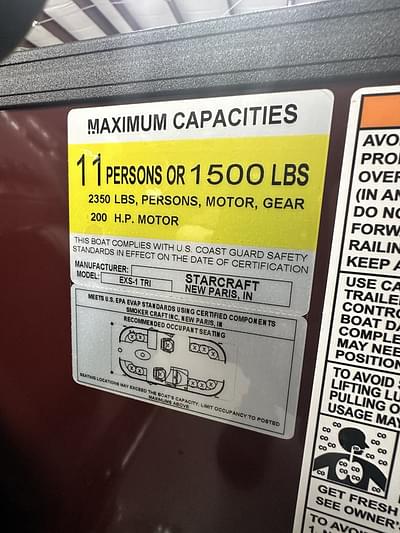 MAXIMUM CAPACITIES
11 PERSONS OR 1500 LBS
2350 LBS, PERSONS, MOTOR, GEAR
200 H.P. MOTOR
THIS BOAT COMPLIES WITH U.S. COAST GUARD SAFETY
STANDARDS IN EFFECT ON THE DATE OF CERTIFICATION
MANUFACTURER: STARCRAFT
MODEL: EXS-1 TRI NEW PARIS, IN
MEETS U.S. EPA EVAP STANDARDS USING CERTIFIED COMPONENTS
SMOKER CRAFT INC, NEW PARIS, IN
RECOMMENDED OCCUPANT SEATING
SEATING LOCATIONS MAY EXCEED THE BOAT'S CAPACITY. LIMIT OCCUPANCY TO POSTED
MAXIMUMS ABOVE
AVO
PRO
OVER
(IN AN
DO NO
FORW
RAILIN
KEEP A
USE CA
TRAILE
CONTRO
BOAT DA
COMPLE
MAY NEE
POSITION
TO AVOID
LIFTING LU
PULLING O
USAGE MAY
GET FRESH
SEE OWNER'
TO AVO